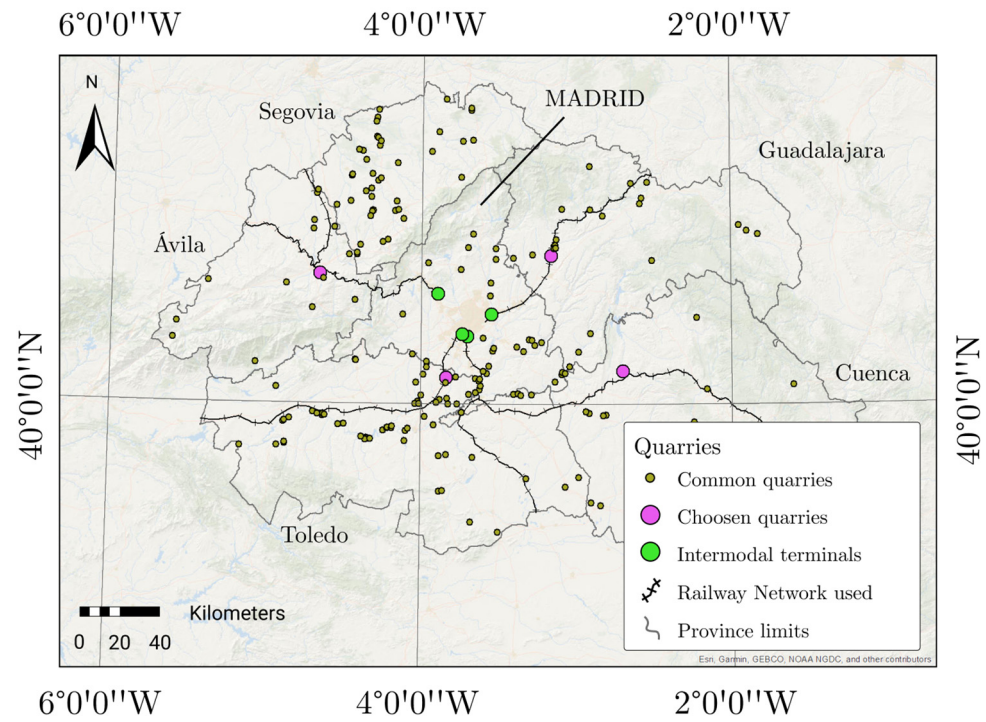 6°0'0''W 4°0'0''W 2°0'0''W
N
MADRID
Segovia
Guadalajara
Ávila
40°0'0''N
40°0'0''N
Cuenca
Toledo
Quarries
Common quarries
Choosen quarries
Intermodal terminals
Railway Network used
Province limits
Kilometers
0 20 40
Esri, Garmin, GEBCO, NOAA NGDC, and other contributors
6°0'0''W 4°0'0''W 2°0'0''W